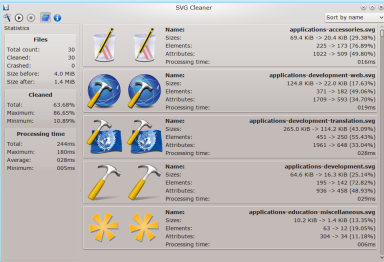 SVG Cleaner
Sort by name
Statistics
Files
Total count: 30
Cleaned: 30
Crashed: 0
Size before: 4.0 MiB
Size after: 1.4 MiB
Cleaned
Total: 63.68%
Maximum: 86.65%
Minimum: 10.89%
Processing time
Total: 244ms
Maximum: 180ms
Average: 028ms
Minimum: 005ms
Name: applications-accessories.svg
Sizes: 69.4 KiB -> 20.4 KiB (29.38%)
Elements: 225 -> 173 (76.89%)
Attributes: 1022 -> 509 (49.80%)
Processing time: 016ms
Name: applications-development-web.svg
Sizes: 124.8 KiB -> 22.0 KiB (17.63%)
Elements: 371 -> 182 (49.06%)
Attributes: 1709 -> 593 (34.70%)
Processing time: 019ms
Name: applications-development-translation.svg
Sizes: 265.0 KiB -> 114.2 KiB (43.09%)
Elements: 451 -> 250 (55.43%)
Attributes: 1961 -> 648 (33.04%)
Processing time: 028ms
Name: applications-development.svg
Sizes: 64.6 KiB -> 16.3 KiB (25.14%)
Elements: 195 -> 142 (72.82%)
Attributes: 936 -> 458 (48.93%)
Processing time: 029ms
Name: applications-education-miscellaneous.svg
Sizes: 10.2 KiB -> 1.4 KiB (13.35%)
Elements: 63 -> 12 (19.05%)
Attributes: 304 -> 34 (11.18%)
Processing time: 006ms